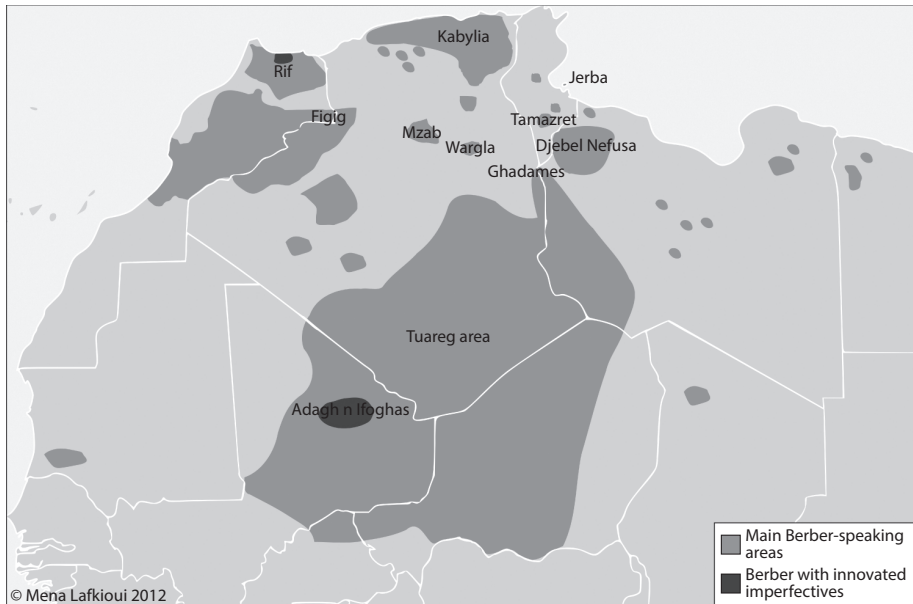 Kabylia
Rif
Jerba
Figig
Tamazret
Mzab
Wargla
Djebel Nefusa
Ghadames
Tuareg area
Adagh n Ifoghas
Main Berber-speaking
areas
Berber with innovated
imperfectives
© Mena Lafkioui 2012